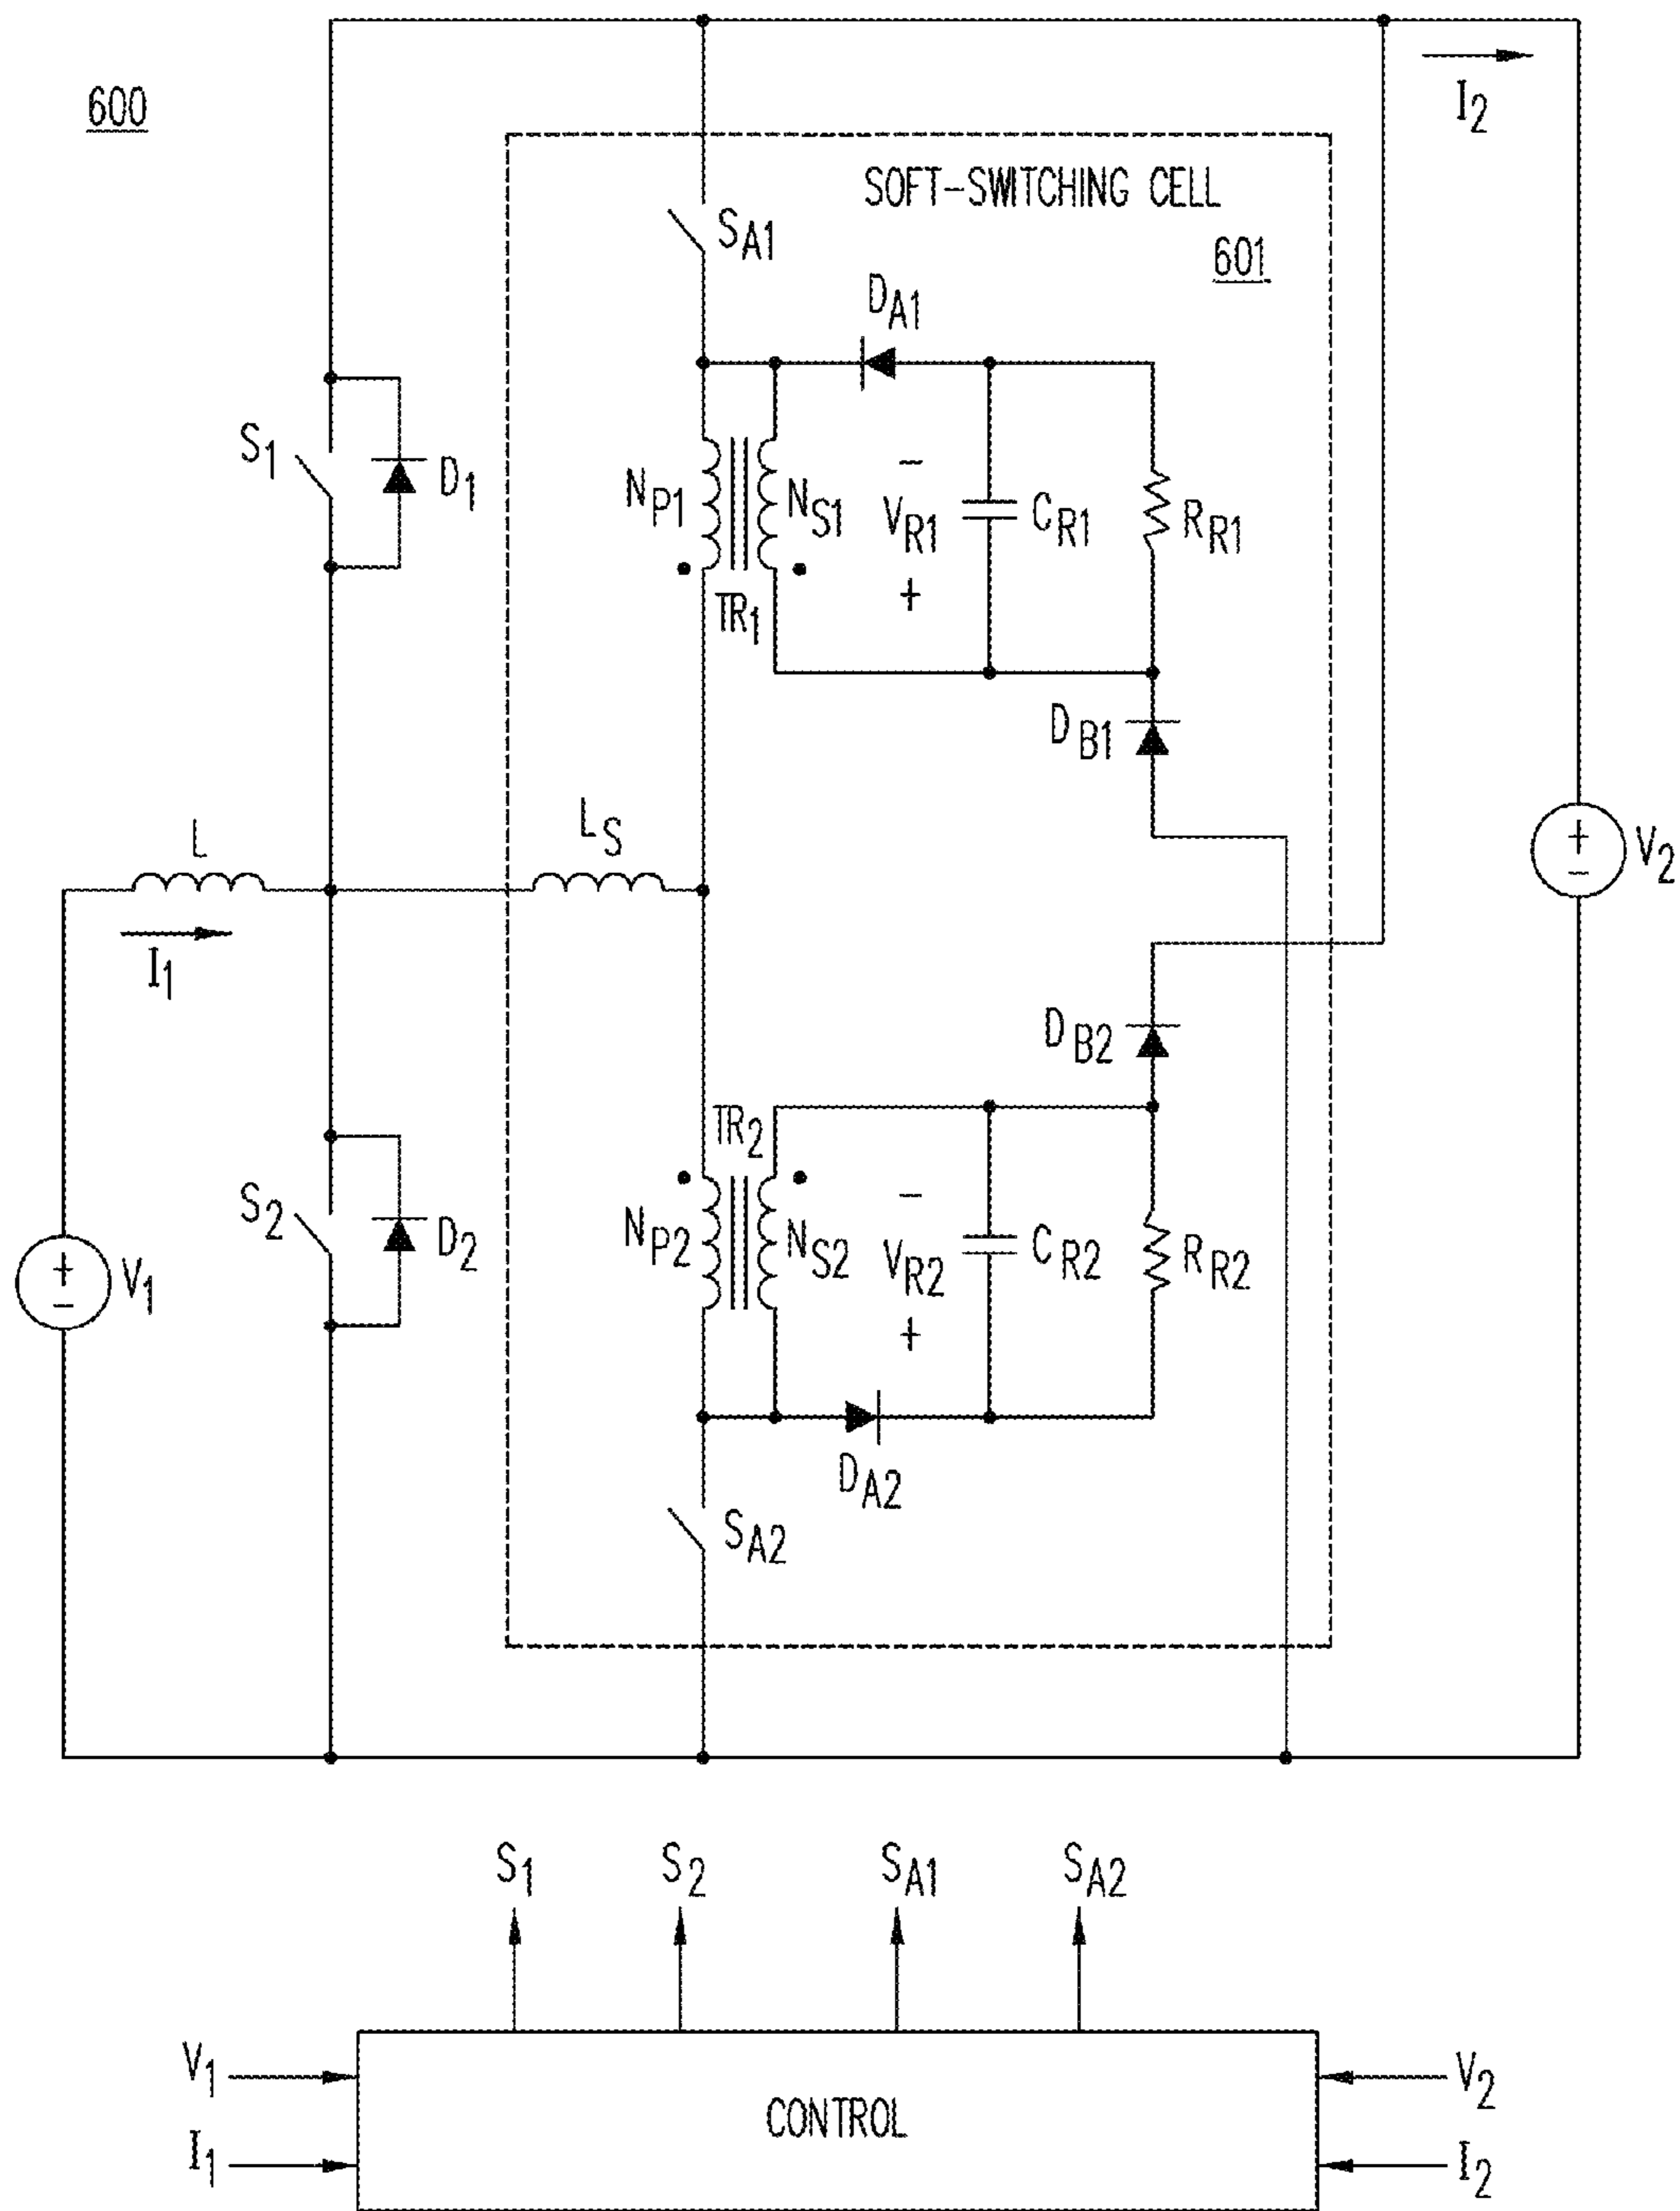 600
I2
SOFT-SWITCHING CELL
601
SA1
DA1
S1
D1
NP1
NS1
−
VR1
+
CR1
RR1
TR1
DB1
L
LS
+
−
V2
I1
DB2
TR2
S2
D2
NP2
NS2
−
VR2
+
CR2
RR2
+
−
V1
DA2
SA2
S1
S2
SA1
SA2
V1
V2
CONTROL
I1
I2